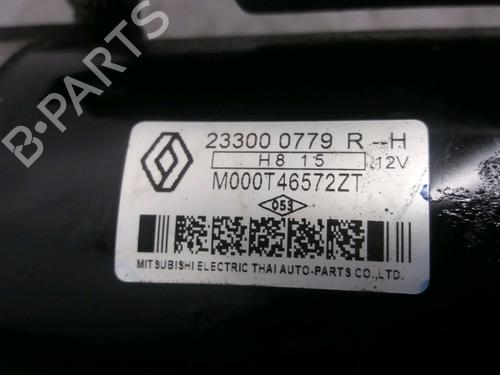 B-PARTS
23300 0779 R --H
H8 15 12V
M000T46572ZT
053
MITSUBISHI ELECTRIC THAI AUTO-PARTS CO.,LTD.